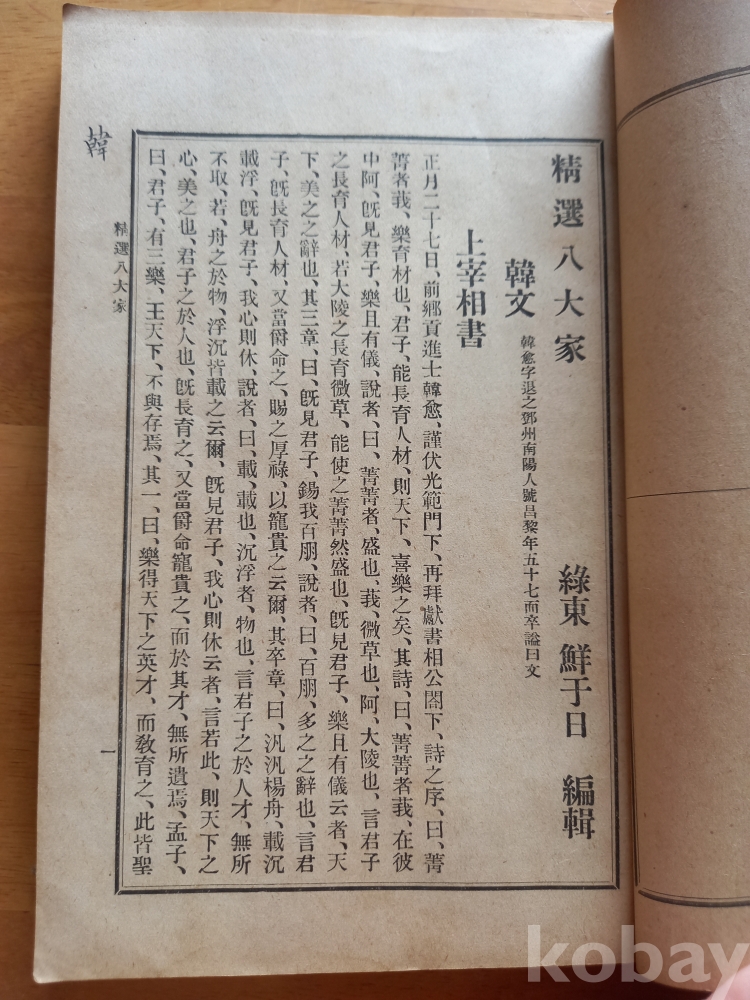 精選八大家
綠東 鮮于日 編輯
韓文 韓愈字退之鄧州南陽人號昌黎年五十七而卒謚曰文
上宰相書
正月二十七日、前鄕貢進士韓愈、謹伏光範門下、再拜獻書相公閤下、詩之序、曰、菁
菁者莪、樂育材也、君子、能長育人材、則天下、喜樂之矣、其詩、曰、菁菁者莪、在彼
中阿、旣見君子、樂且有儀、說者、曰、菁菁者、盛也、莪、微草也、阿、大陵也、言君子
之長育人材、若大陵之長育微草、能使之菁菁然盛也、旣見君子、樂且有儀云者、天
下、美之之辭也、其三章、曰、旣見君子、錫我百朋、說者、曰、百朋、多之之辭也、言君
子、旣長育人材、又當爵命之、賜之厚祿、以寵貴之云爾、其卒章、曰、汎汎楊舟、載沉
載浮、旣見君子、我心則休、說者、曰、載、載也、沉浮者、物也、言君子之於人才、無所
不取、若、舟之於物、浮沉皆載之云爾、旣見君子、我心則休云者、言若此、則天下之
心、美之也、君子之於人也、旣長育之、又當爵命寵貴之、而於其才、無所遺焉、孟子、
曰、君子、有三樂、王天下、不與存焉、其一、曰、樂得天下之英才、而敎育之、此皆聖
精選八大家
一
韓
kobay